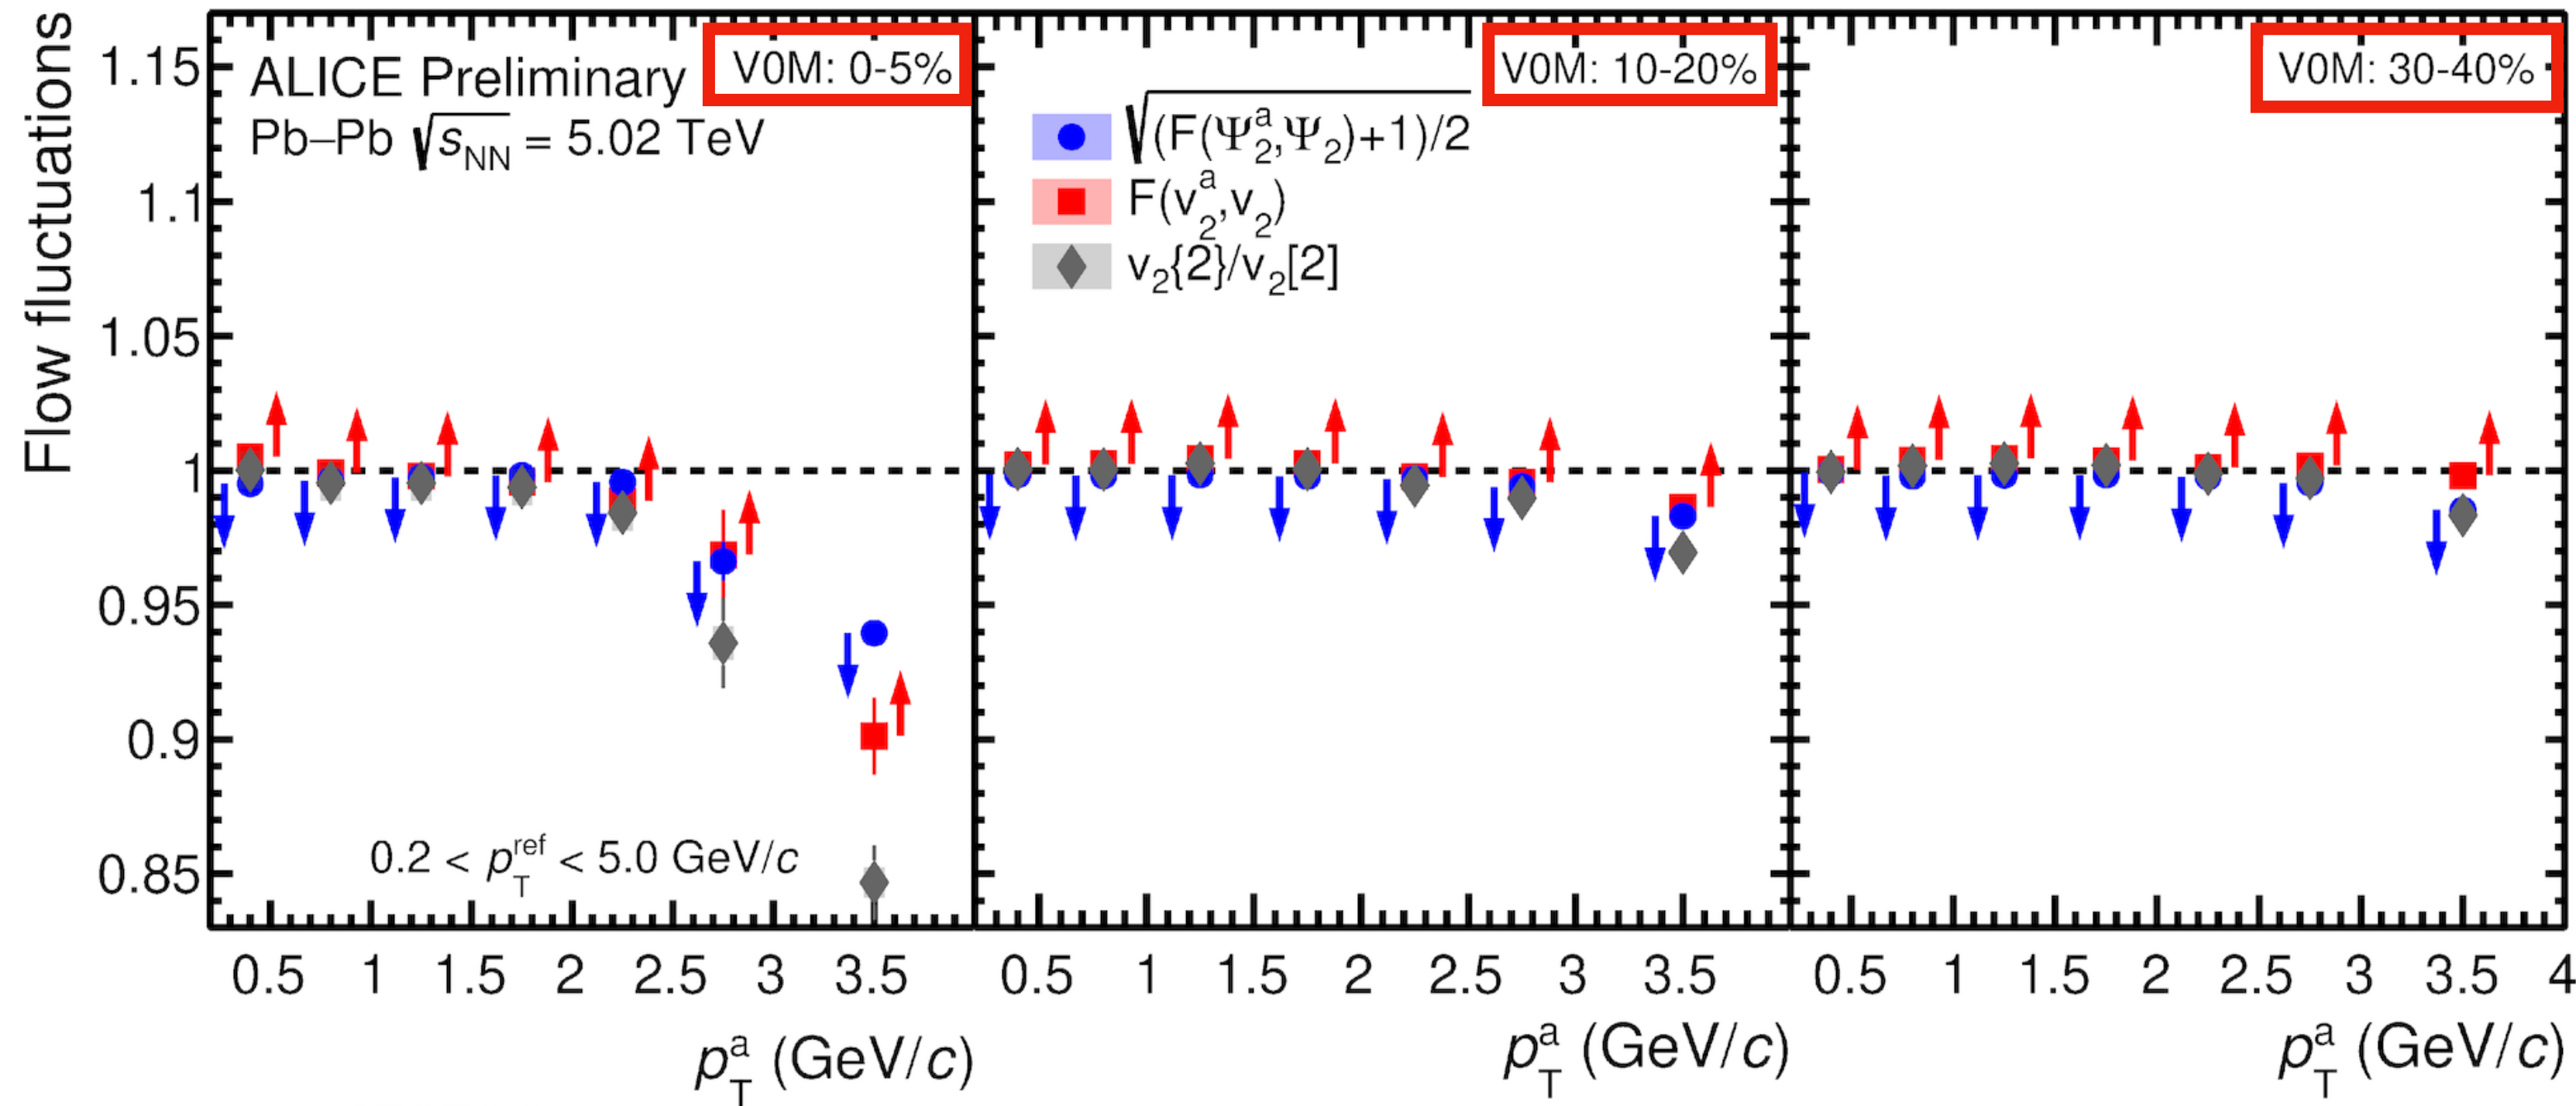 Flow fluctuations
1.15
1.1
1.05
1
0.95
0.9
0.85
ALICE Preliminary
Pb–Pb √sNN = 5.02 TeV
V0M: 0-5%
0.2 < pTref < 5.0 GeV/c
V0M: 10-20%
√(F(Ψ2a,Ψ2)+1)/2
F(v2a,v2)
v2{2}/v2[2]
V0M: 30-40%
0.5 1 1.5 2 2.5 3 3.5
0.5 1 1.5 2 2.5 3 3.5
0.5 1 1.5 2 2.5 3 3.5 4
pTa (GeV/c)
pTa (GeV/c)
pTa (GeV/c)